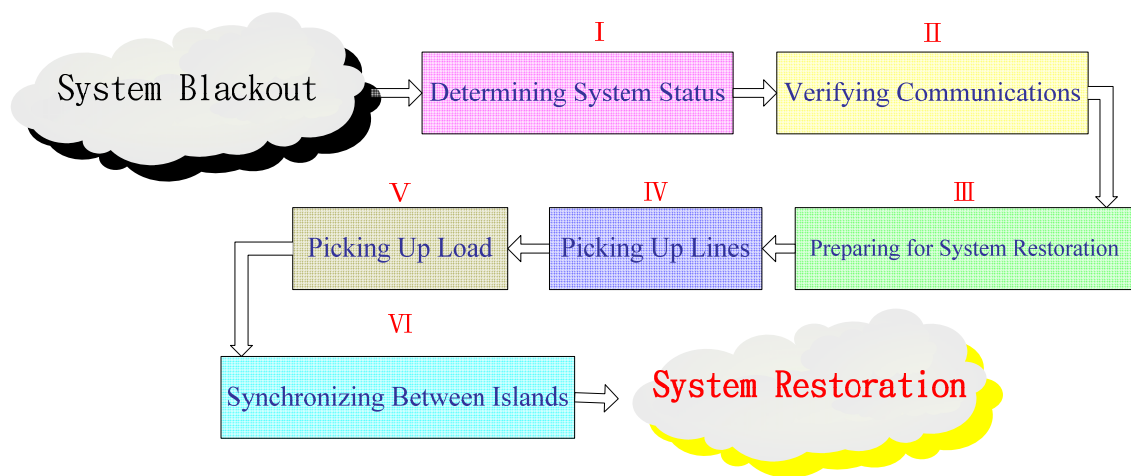 System Blackout
Ⅰ
Determining System Status
Ⅱ
Verifying Communications
Ⅲ
Preparing for System Restoration
Ⅳ
Picking Up Lines
Ⅴ
Picking Up Load
Ⅵ
Synchronizing Between Islands
System Restoration